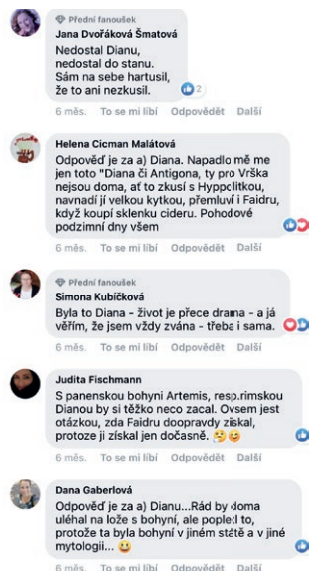 Přední fanoušek
Jana Dvořáková Šmatová
Nedostal Dianu,
nedostal do stanu.
Sám na sebe hartusil,
že to ani nezkusil.
2
6 měs. To se mi líbí Odpovědět Další
Helena Cicman Malátová
Odpověď je za a) Diana. Napadlo mě me
jen toto "Diana či Antigona, ty pro Vrška
nejsou doma, ať to zkusí s Hyppolitkou,
navnadí jí velkou kytkou, přemluví i Faidru,
když koupí sklenku cideru. Pohodové
podzimní dny všem
6 měs. To se mi líbí Odpovědět Další
Přední fanoušek
Simona Kubíčková
Byla to Diana - život je přece drama - a já
věřím, že jsem vždy zvána - třeba i sama.
6 měs. To se mi líbí Odpovědět Další
Judita Fischmann
S panenskou bohyni Artemis, resp.rimskou
Dianou by si těžko neco zacal. Ovsem jest
otázkou, zda Faidru doopravdy získal,
protoze ji získal jen dočasně. 🤔😉
6 měs. To se mi líbí Odpovědět Další
Dana Gaberlová
Odpověď je za a) Dianu...Rád by doma
uléhal na lože s bohyní, ale popletl to,
protože ta byla bohyní v jiném státě a v jiné
mytologii... 😃
6 měs. To se mi líbí Odpovědět Další